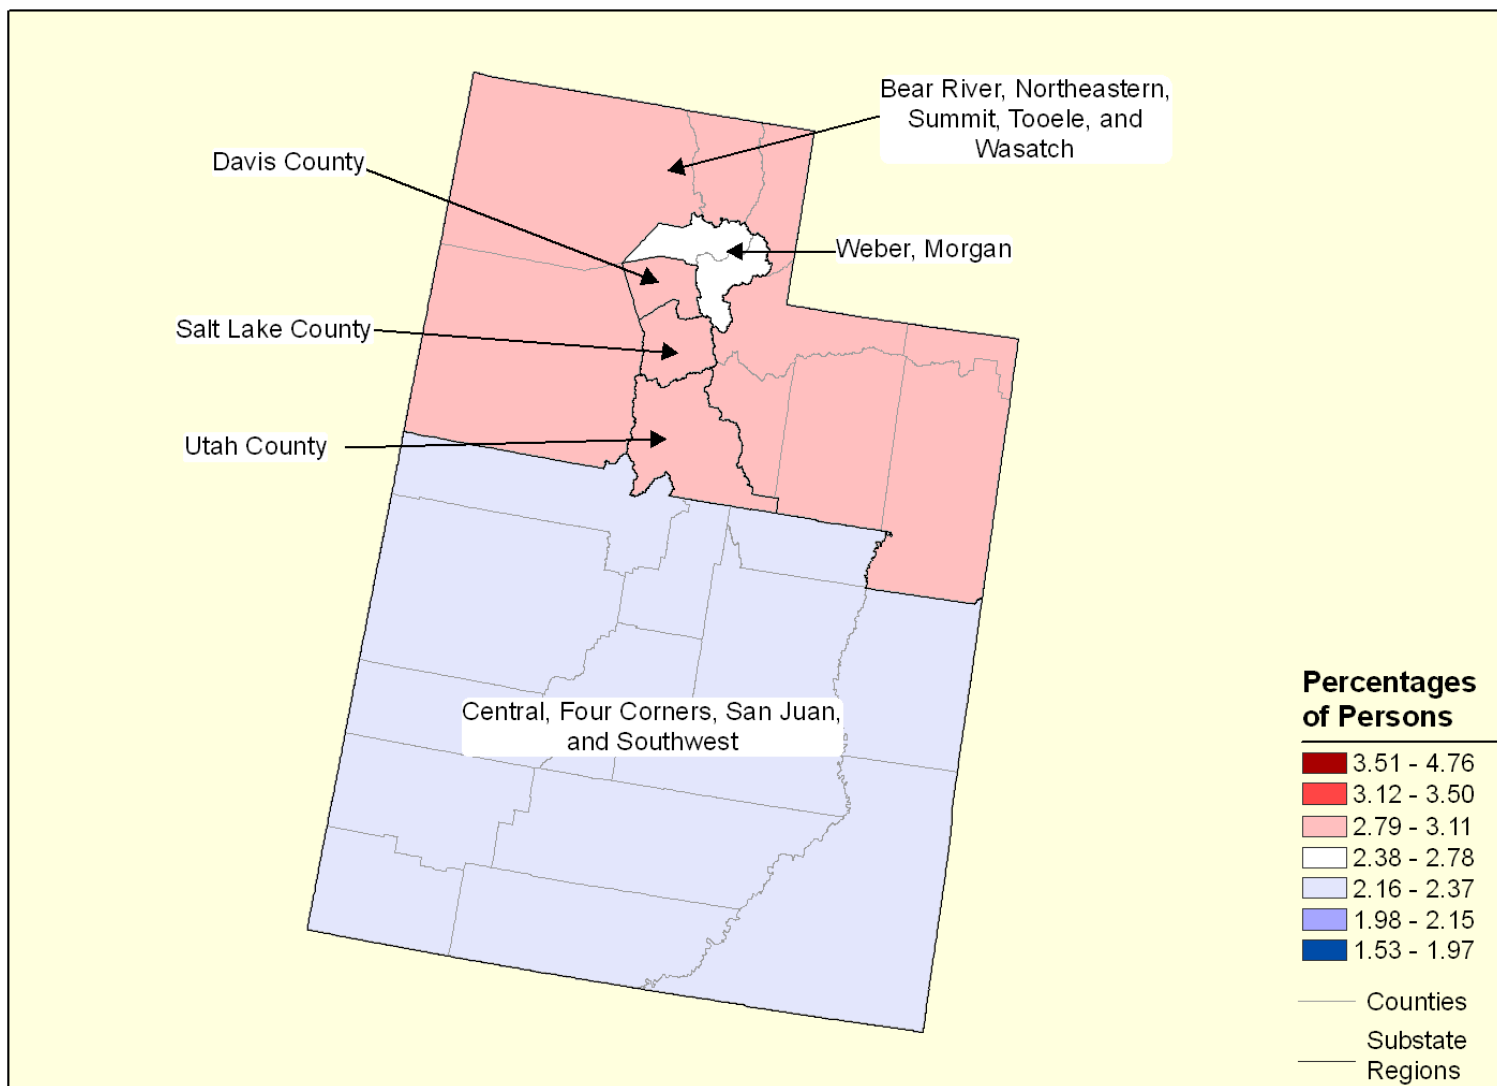 Bear River, Northeastern,
Summit, Tooele, and
Wasatch
Davis County
Weber, Morgan
Salt Lake County
Utah County
Central, Four Corners, San Juan,
and Southwest
Percentages
of Persons
3.51 - 4.76
3.12 - 3.50
2.79 - 3.11
2.38 - 2.78
2.16 - 2.37
1.98 - 2.15
1.53 - 1.97
Counties
Substate
Regions